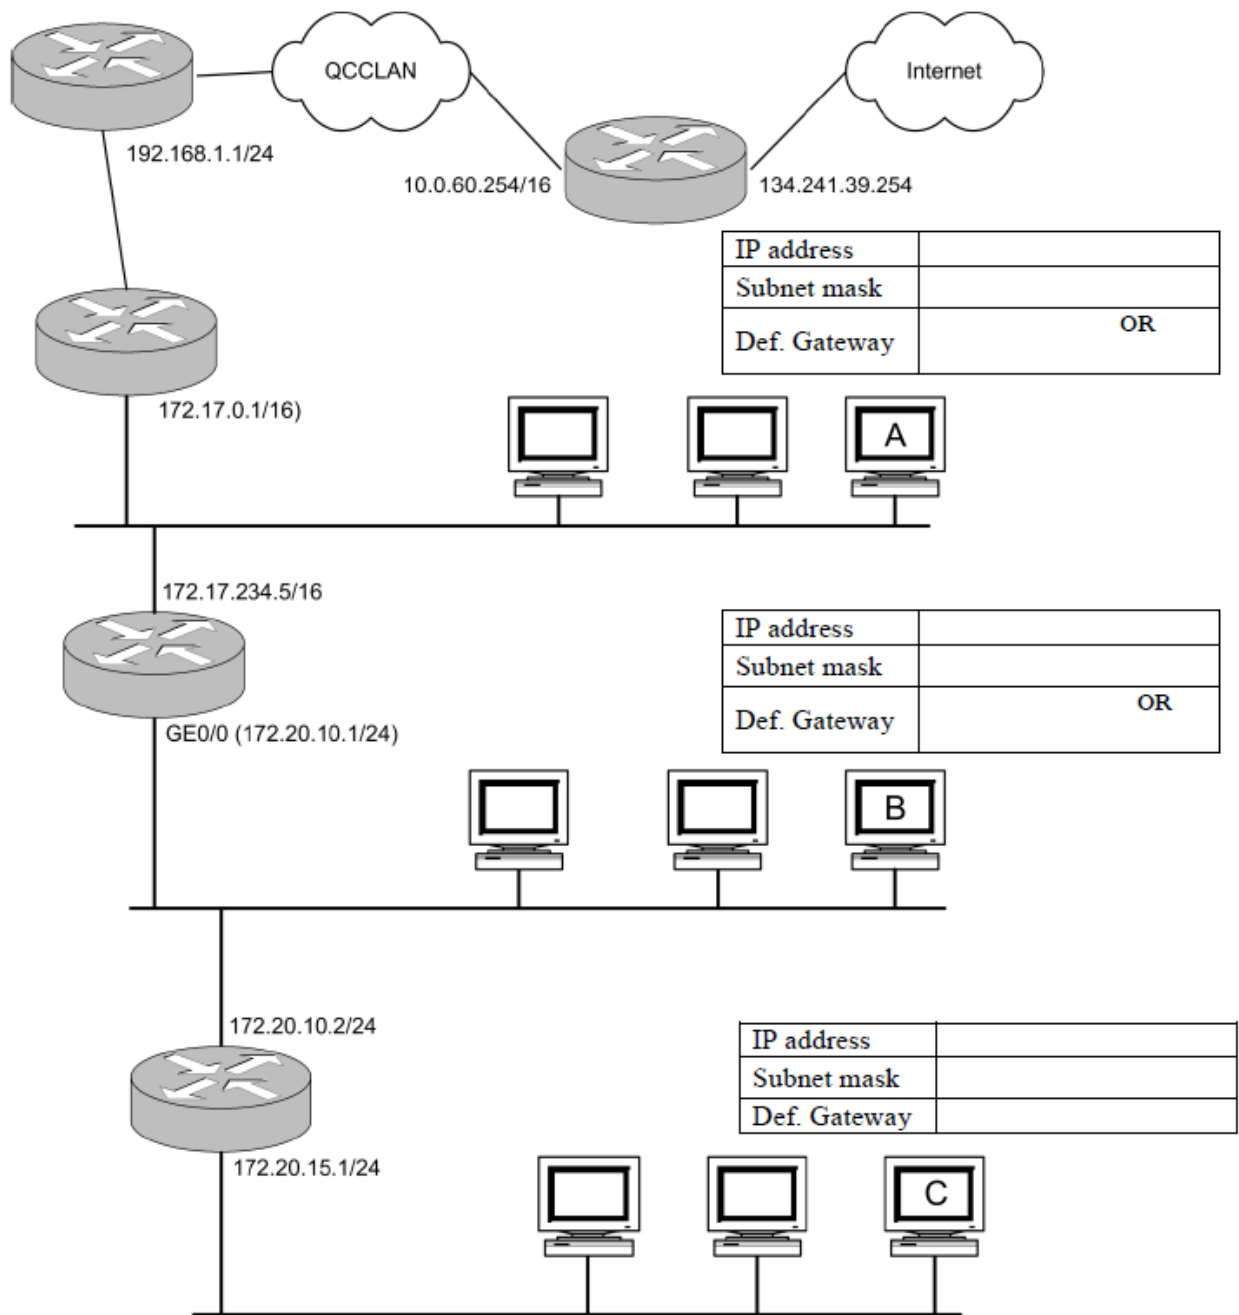 QCCLAN
Internet
192.168.1.1/24
10.0.60.254/16
134.241.39.254
IP address
Subnet mask
OR
Def. Gateway
172.17.0.1/16)
A
172.17.234.5/16
IP address
Subnet mask
OR
Def. Gateway
GE0/0 (172.20.10.1/24)
B
172.20.10.2/24
IP address
Subnet mask
Def. Gateway
172.20.15.1/24
C